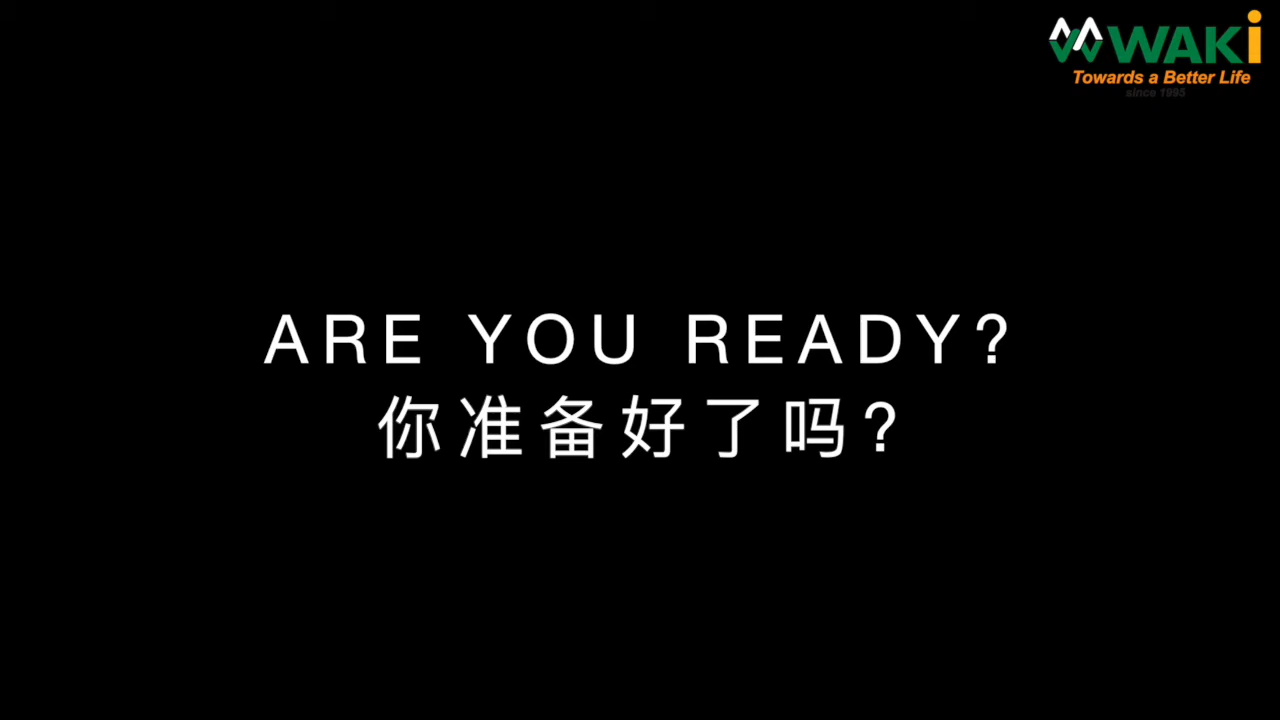 WAKi
Towards a Better Life
since 1995
ARE YOU READY?
你准备好了吗?